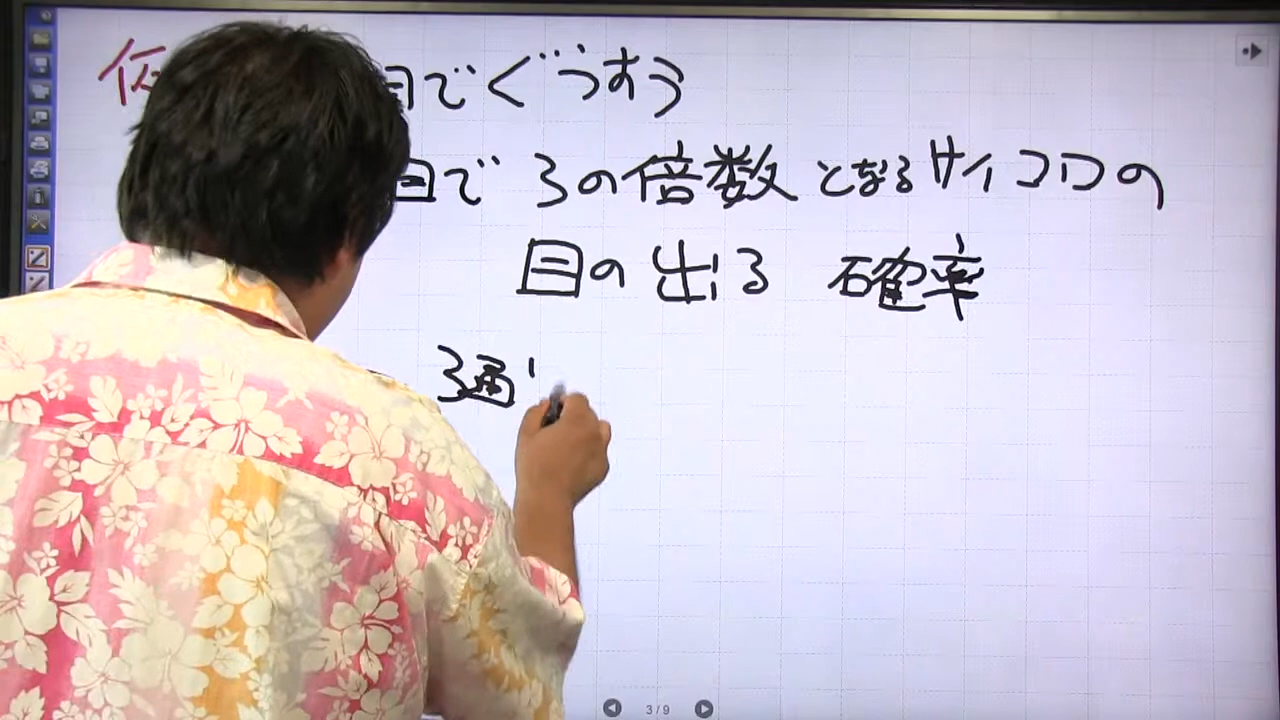 目でぐうすう
目で3の倍数となるサイコロの
目の出る 確率
3通り
3/9